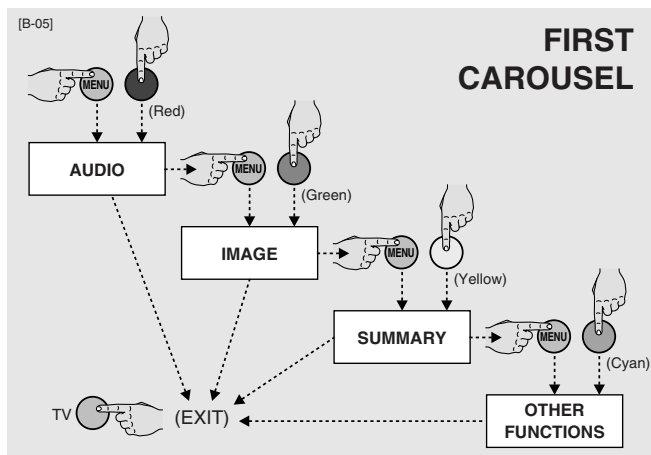 [B-05]
FIRST
CAROUSEL
MENU
(Red)
AUDIO
MENU
(Green)
IMAGE
MENU
(Yellow)
SUMMARY
MENU
(Cyan)
TV
(EXIT)
OTHER
FUNCTIONS